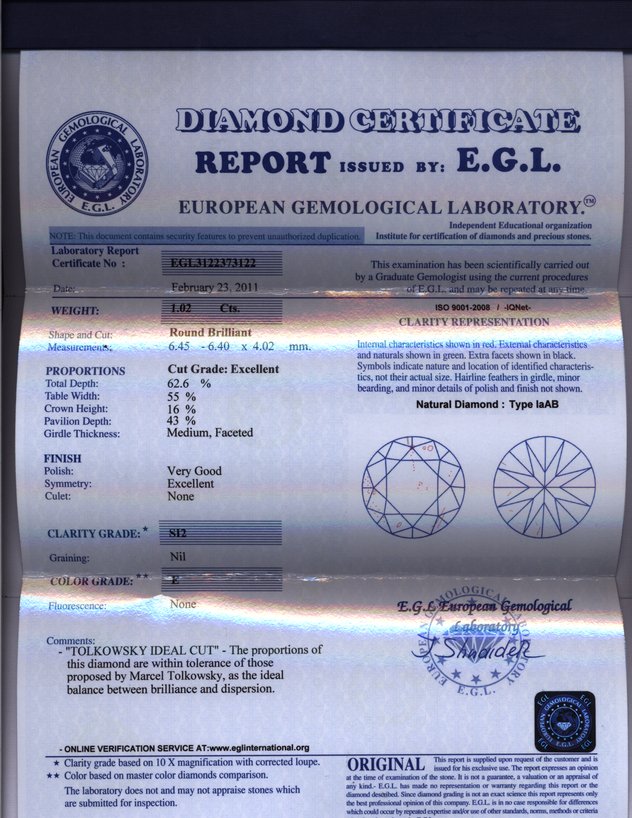 DIAMOND CERTIFICATE
REPORT ISSUED BY: E.G.L.
EUROPEAN GEMOLOGICAL LABORATORY.™
EUROPEAN GEMOLOGICAL LABORATORY
E.G.L.
Independent Educational organization
Institute for certification of diamonds and precious stones.
NOTE: This document contains security features to prevent unauthorized duplication.
Laboratory Report
Certificate No : EGL3122373122
Date: February 23, 2011
WEIGHT: 1.02 Cts.
Shape and Cut: Round Brilliant
Measurements: 6.45 - 6.40 x 4.02 mm.
PROPORTIONS Cut Grade: Excellent
Total Depth: 62.6 %
Table Width: 55 %
Crown Height: 16 %
Pavilion Depth: 43 %
Girdle Thickness: Medium, Faceted
FINISH
Polish: Very Good
Symmetry: Excellent
Culet: None
CLARITY GRADE: * SI2
Graining: Nil
COLOR GRADE: ** E
Fluorescence: None
Comments:
- "TOLKOWSKY IDEAL CUT" - The proportions of
this diamond are within tolerance of those
proposed by Marcel Tolkowsky, as the ideal
balance between brilliance and dispersion.
- ONLINE VERIFICATION SERVICE AT:www.eglinternational.org
* Clarity grade based on 10 X magnification with corrected loupe.
** Color based on master color diamonds comparison.
The laboratory does not and may not appraise stones which
are submitted for inspection.
This examination has been scientifically carried out
by a Graduate Gemologist using the current procedures
of E.G.L. and may be repeated at any time.
ISO 9001-2008 / -IQNet-
CLARITY REPRESENTATION
Internal characteristics shown in red. External characteristics
and naturals shown in green. Extra facets shown in black.
Symbols indicate nature and location of identified characteris-
tics, not their actual size. Hairline feathers in girdle, minor
bearding, and minor details of polish and finish not shown.
Natural Diamond : Type IaAB
E.G.L European Gemological
Laboratory
EUROPEAN GEMOLOGICAL LABORATORY
E.G.L.
ORIGINAL This report is supplied upon request of the customer and is
issued for his exclusive use. The report expresses an opinion
at the time of examination of the stone. It is not a guarantee, a valuation or an appraisal of
any kind.- E.G.L. has made no representation or warranty regarding this report or the
diamond described. Since diamond grading is not an exact science this report represents only
the best professional opinion of this company. E.G.L. is in no case responsible for differences
which could occur by repeated expertise and/or use of other standards, norms, methods or criteria